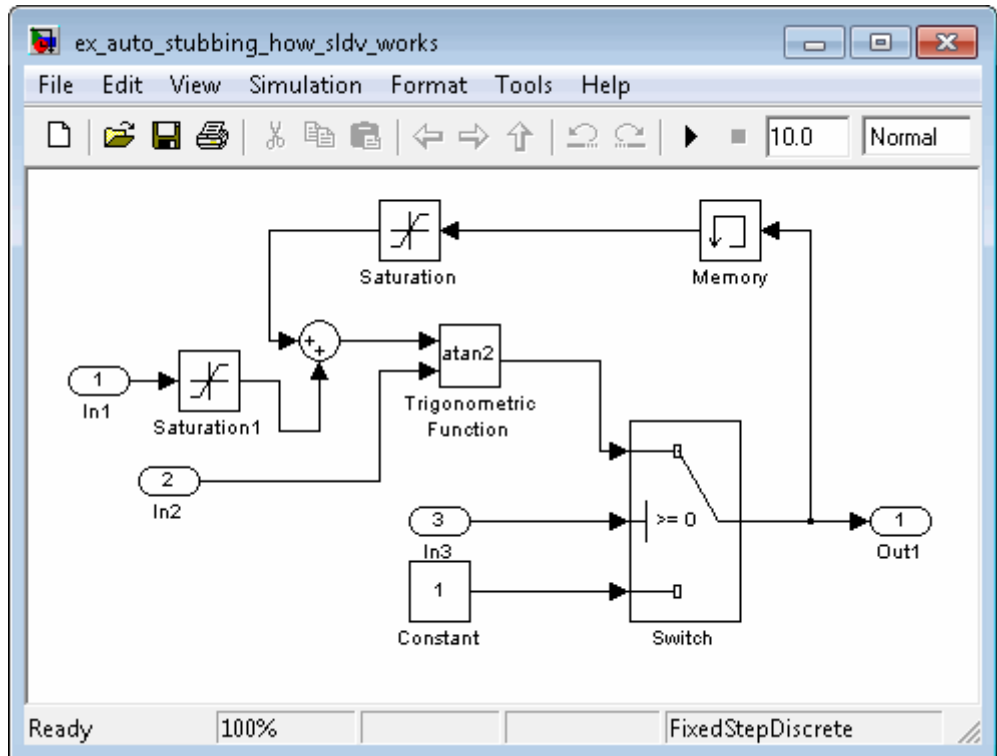 ex_auto_stubbing_how_sldv_works
File Edit View Simulation Format Tools Help
10.0 Normal
Saturation
Memory
+
+
atan2
Trigonometric
Function
1
In1
Saturation1
2
In2
3
In3
>= 0
1
Out1
1
Constant
Switch
Ready 100% FixedStepDiscrete